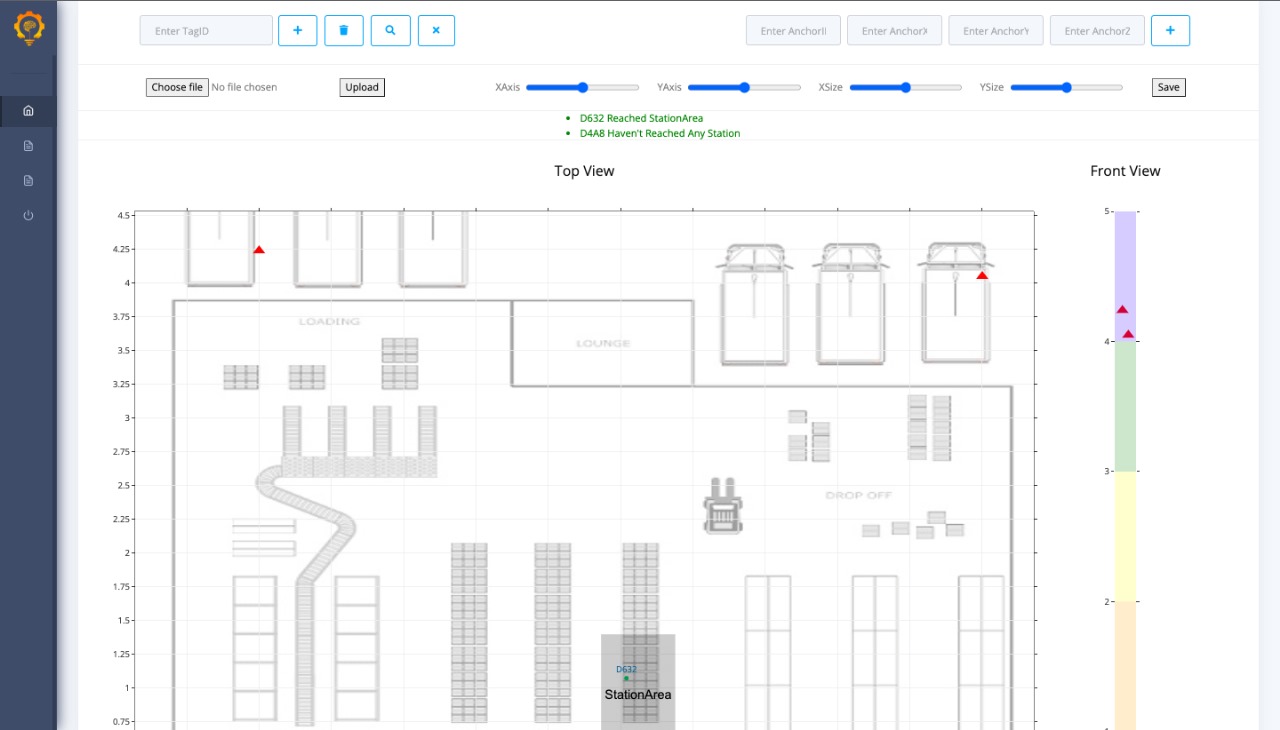 Enter TagID
Enter AnchorII
Enter AnchorX
Enter AnchorY
Enter AnchorZ
Choose file No file chosen
Upload
XAxis
YAxis
XSize
YSize
Save
D632 Reached StationArea
D4A8 Haven't Reached Any Station
Top View
Front View
4.5
4.25
4
3.75
3.5
3.25
3
2.75
2.5
2.25
2
1.75
1.5
1.25
1
0.75
LOADING
LOUNGE
DROP OFF
D632
StationArea
5
4
3
2